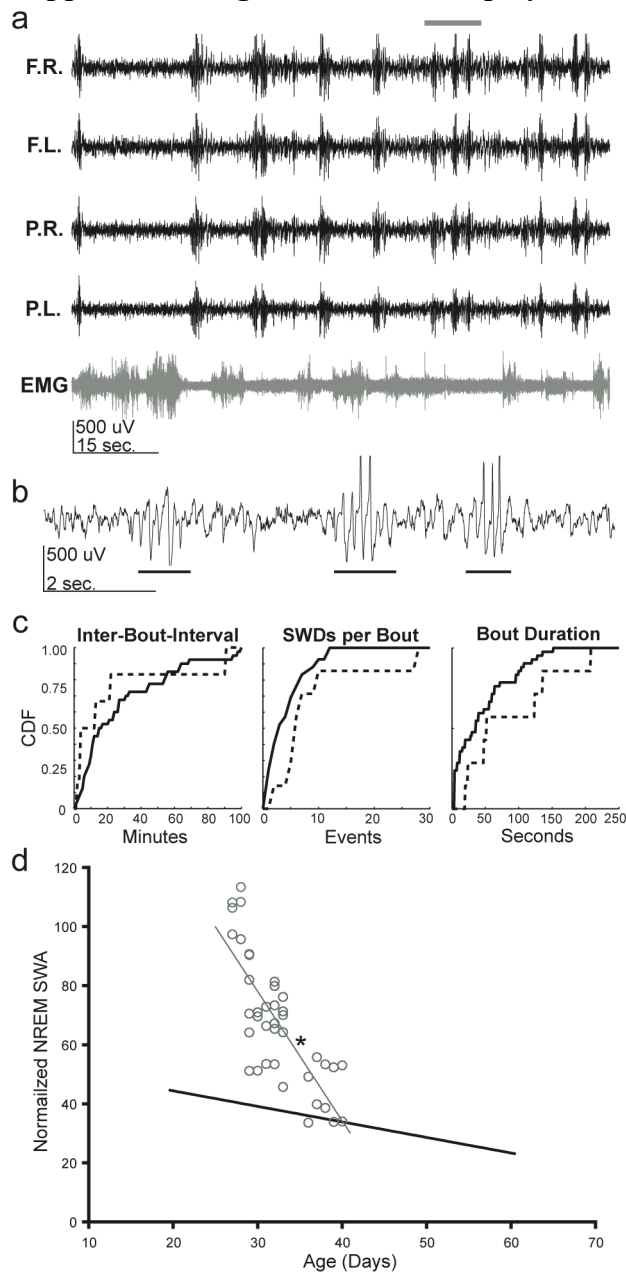 a
F.R.
F.L.
P.R.
P.L.
EMG
500 uV
15 sec.
b
500 uV
2 sec.
c
Inter-Bout-Interval
SWDs per Bout
Bout Duration
CDF
1.00
0.75
0.50
0.25
0
0 20 40 60 80 100
Minutes
0 10 20 30
Events
0 50 100 150 200 250
Seconds
d
Normailzed NREM SWA
120
100
80
60
40
20
0
*
10 20 30 40 50 60 70
Age (Days)